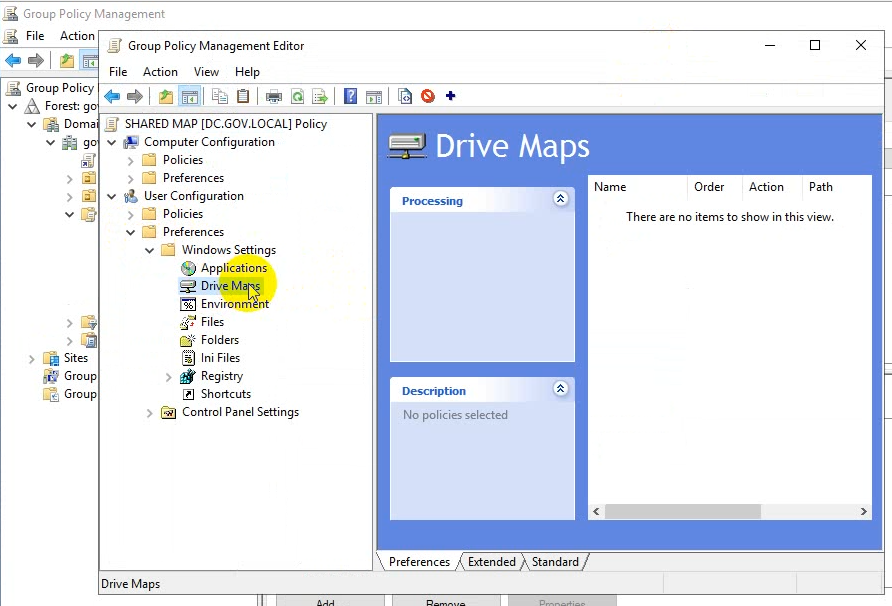 Group Policy Management
File Action
Group Policy Management Editor
File Action View Help
Group Policy
Forest: go
Domai
go
Sites
Group
Group
SHARED MAP [DC.GOV.LOCAL] Policy
Computer Configuration
Policies
Preferences
User Configuration
Policies
Preferences
Windows Settings
Applications
Drive Maps
Environment
Files
Folders
Ini Files
Registry
Shortcuts
Control Panel Settings
Drive Maps
Processing
Description
No policies selected
Name Order Action Path
There are no items to show in this view.
Preferences Extended Standard
Drive Maps
Add Remove Properties